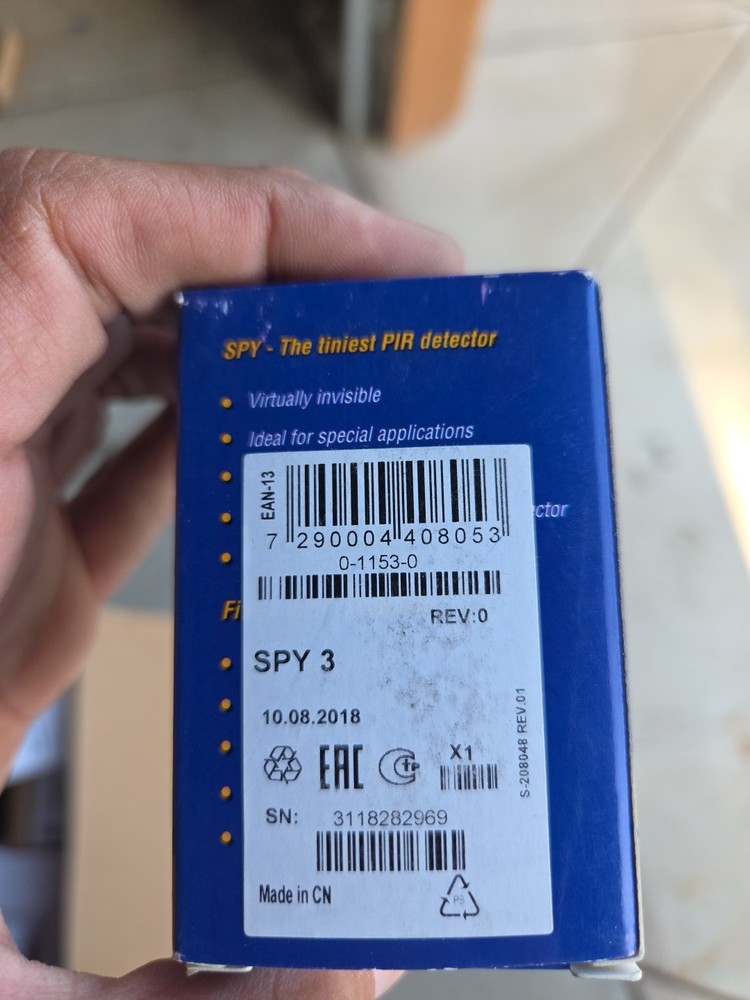 SPY - The tiniest PIR detector
Virtually invisible
Ideal for special applications
ctor
Fi
EAN-13
7 290004 408053
0-1153-0
REV:0
SPY 3
10.08.2018
EAC
X1
S-208048 REV.01
SN: 3118282969
Made in CN